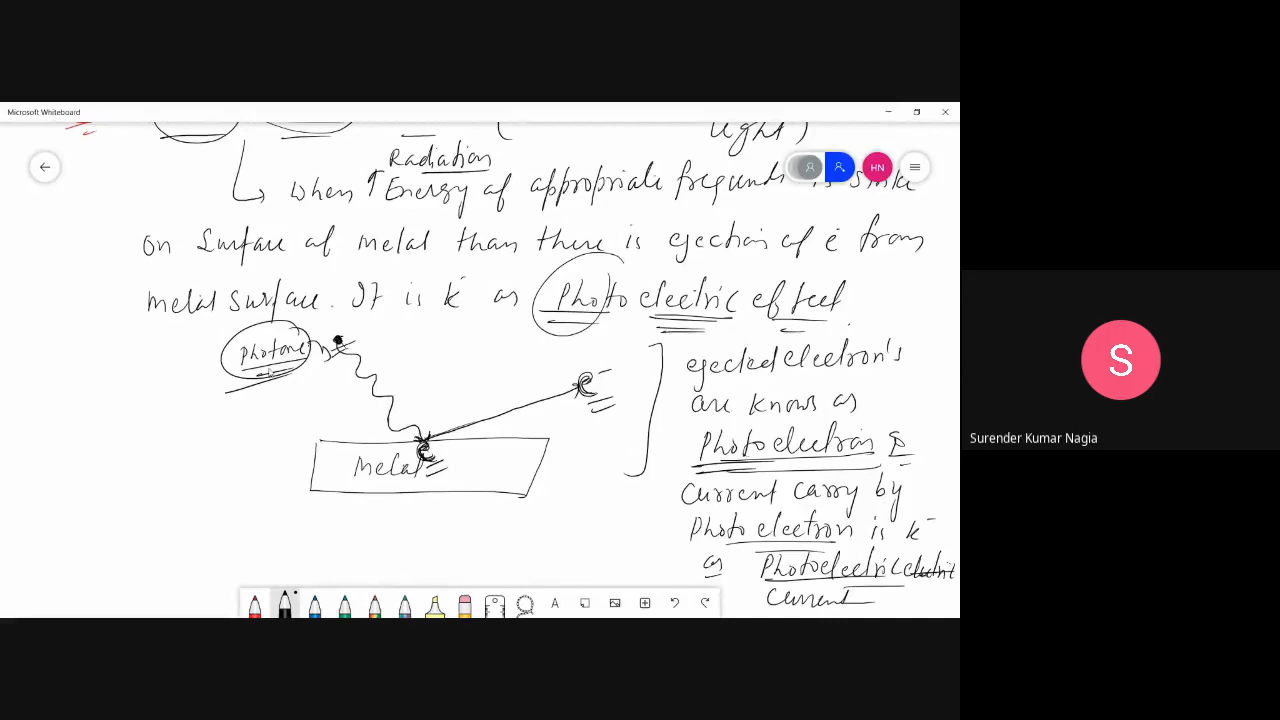 Microsoft Whiteboard
light)
Radiation
HN
↳ when ↑ Energy of appropriate is strike
on surface of metal than there is ejection of e from
metal surface. It is k as Photoelectric effect
Photone
e-
ejected electron's
are known as
Photoelectron &
current carry by
Photo electron is k-
as Photoelectric
current
Metal
e
S
Surender Kumar Nagia
A